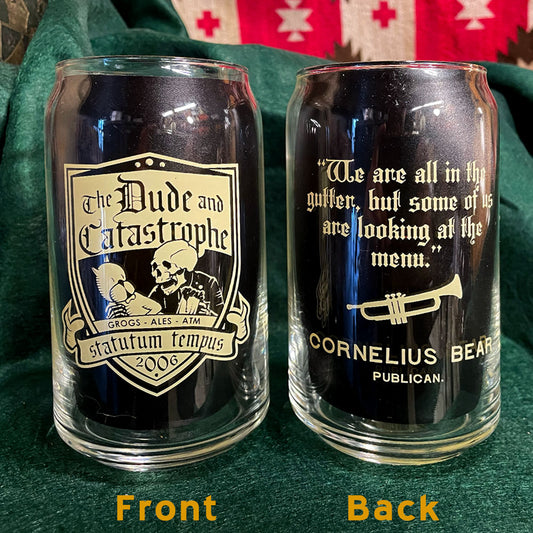 The Dude and
Catastrophe
GROGS - ALES - ATM
statutum tempus
2006
"We are all in the
gutter, but some of us
are looking at the
menu."
CORNELIUS BEAR
PUBLICAN.
Front
Back